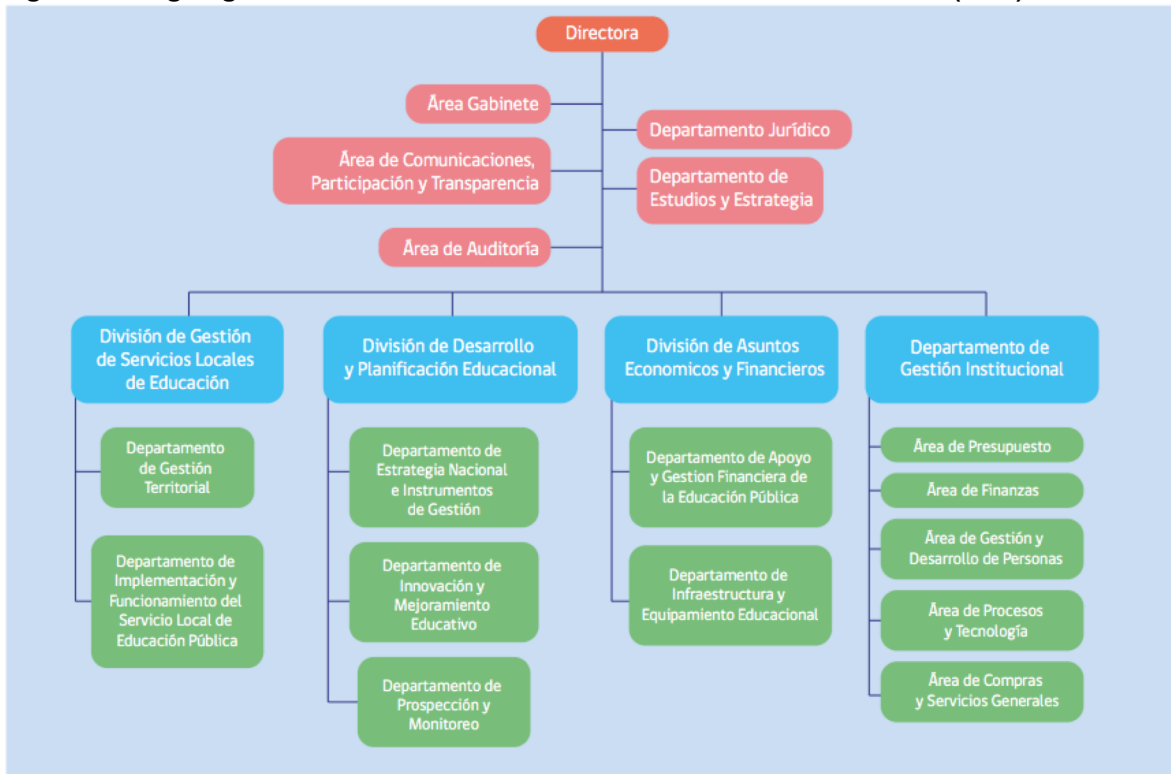 Directora
Área Gabinete
Departamento Jurídico
Área de Comunicaciones,
Participación y Transparencia
Departamento de
Estudios y Estrategia
Área de Auditoría
División de Gestión
de Servicios Locales
de Educación
División de Desarrollo
y Planificación Educacional
División de Asuntos
Economicos y Financieros
Departamento de
Gestión Institucional
Departamento
de Gestión
Territorial
Departamento de
Implementación y
Funcionamiento del
Servicio Local de
Educación Pública
Departamento de
Estrategia Nacional
e Instrumentos
de Gestión
Departamento de
Innovación y
Mejoramiento
Educativo
Departamento de
Prospección y
Monitoreo
Departamento de Apoyo
y Gestion Financiera de
la Educación Pública
Departamento de
Infraestructura y
Equipamiento Educacional
Área de Presupuesto
Área de Finanzas
Área de Gestión y
Desarrollo de Personas
Área de Procesos
y Tecnología
Área de Compras
y Servicios Generales